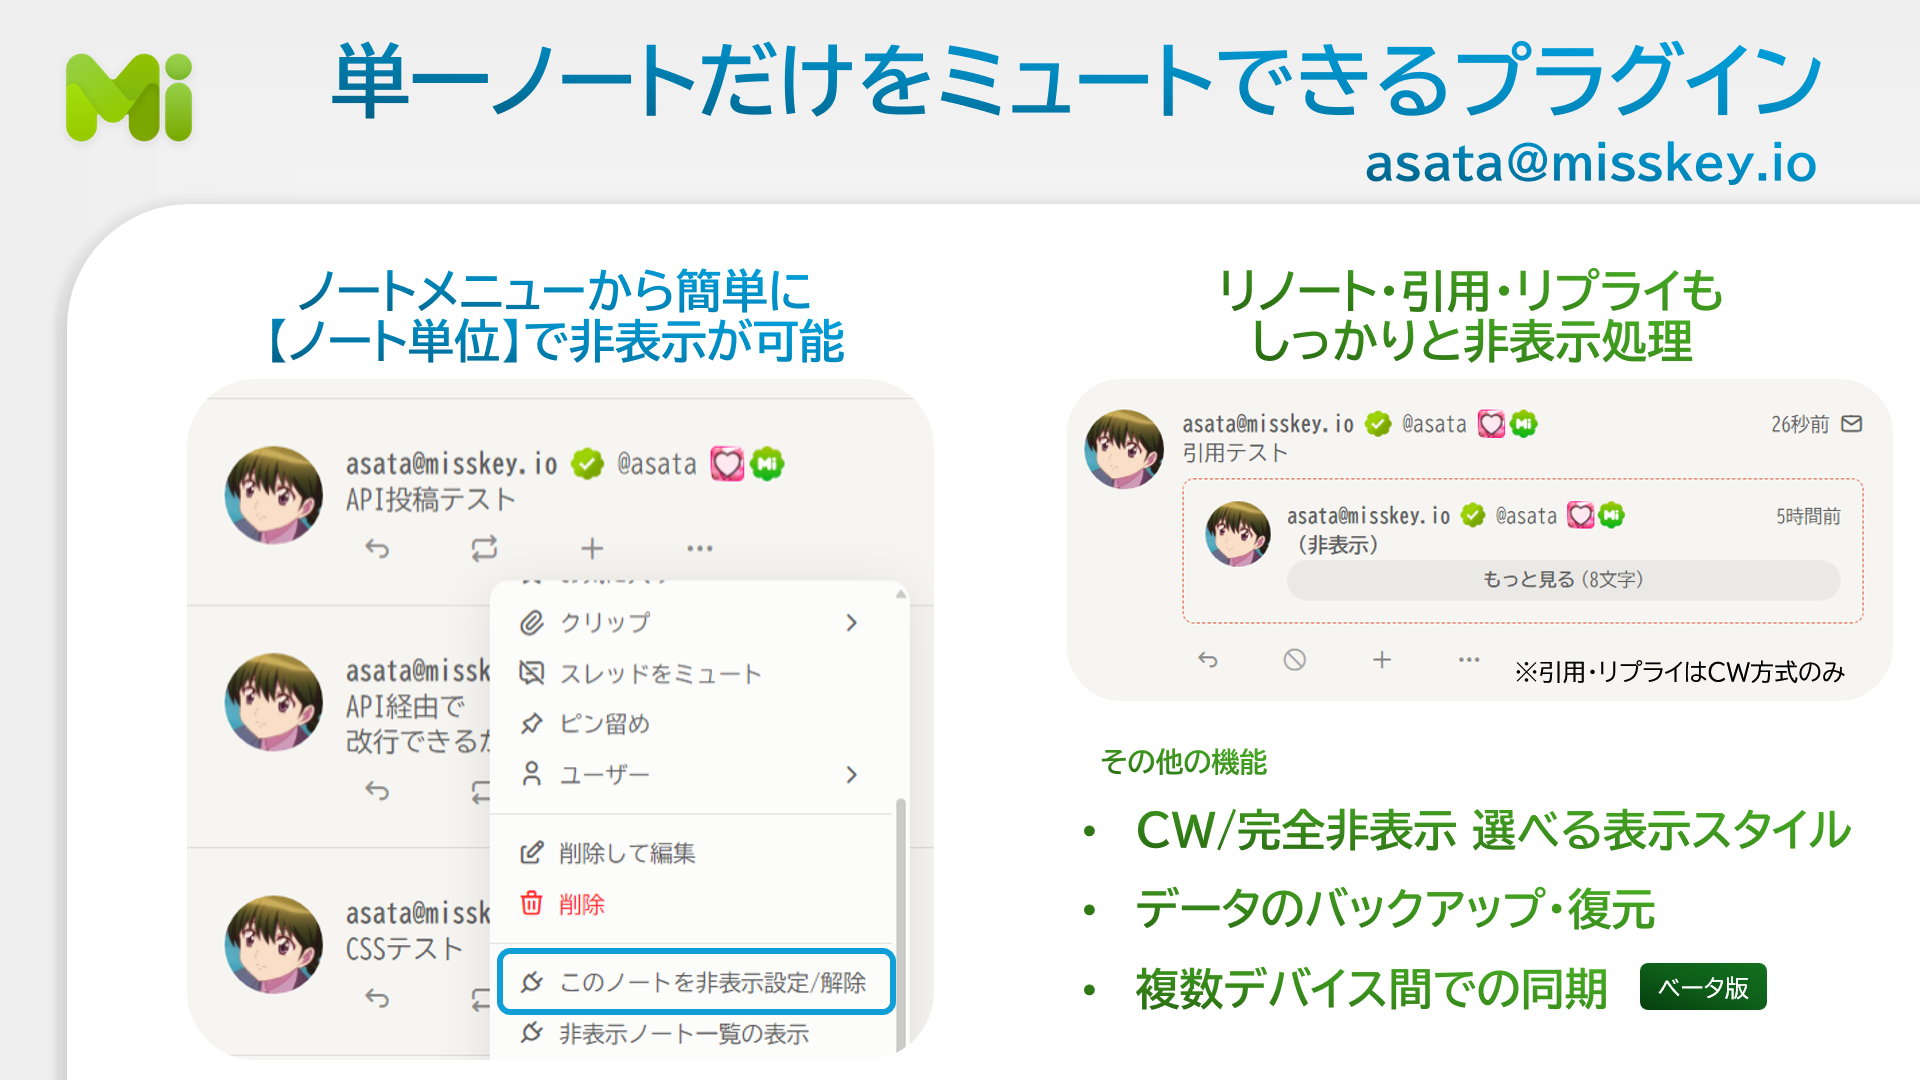 Mi
単一ノートだけをミュートできるプラグイン
asata@misskey.io
ノートメニューから簡単に
【ノート単位】で非表示が可能
asata@misskey.io @asata Mi
API投稿テスト
asata@missk
API経由で
改行できるか
asata@missk
CSSテスト
クリップ
スレッドをミュート
ピン留め
ユーザー
削除して編集
削除
このノートを非表示設定/解除
非表示ノート一覧の表示
リノート・引用・リプライも
しっかりと非表示処理
asata@misskey.io @asata Mi 26秒前
引用テスト
asata@misskey.io @asata Mi 5時間前
（非表示）
もっと見る (8文字)
※引用・リプライはCW方式のみ
その他の機能
• CW/完全非表示 選べる表示スタイル
• データのバックアップ・復元
• 複数デバイス間での同期 ベータ版